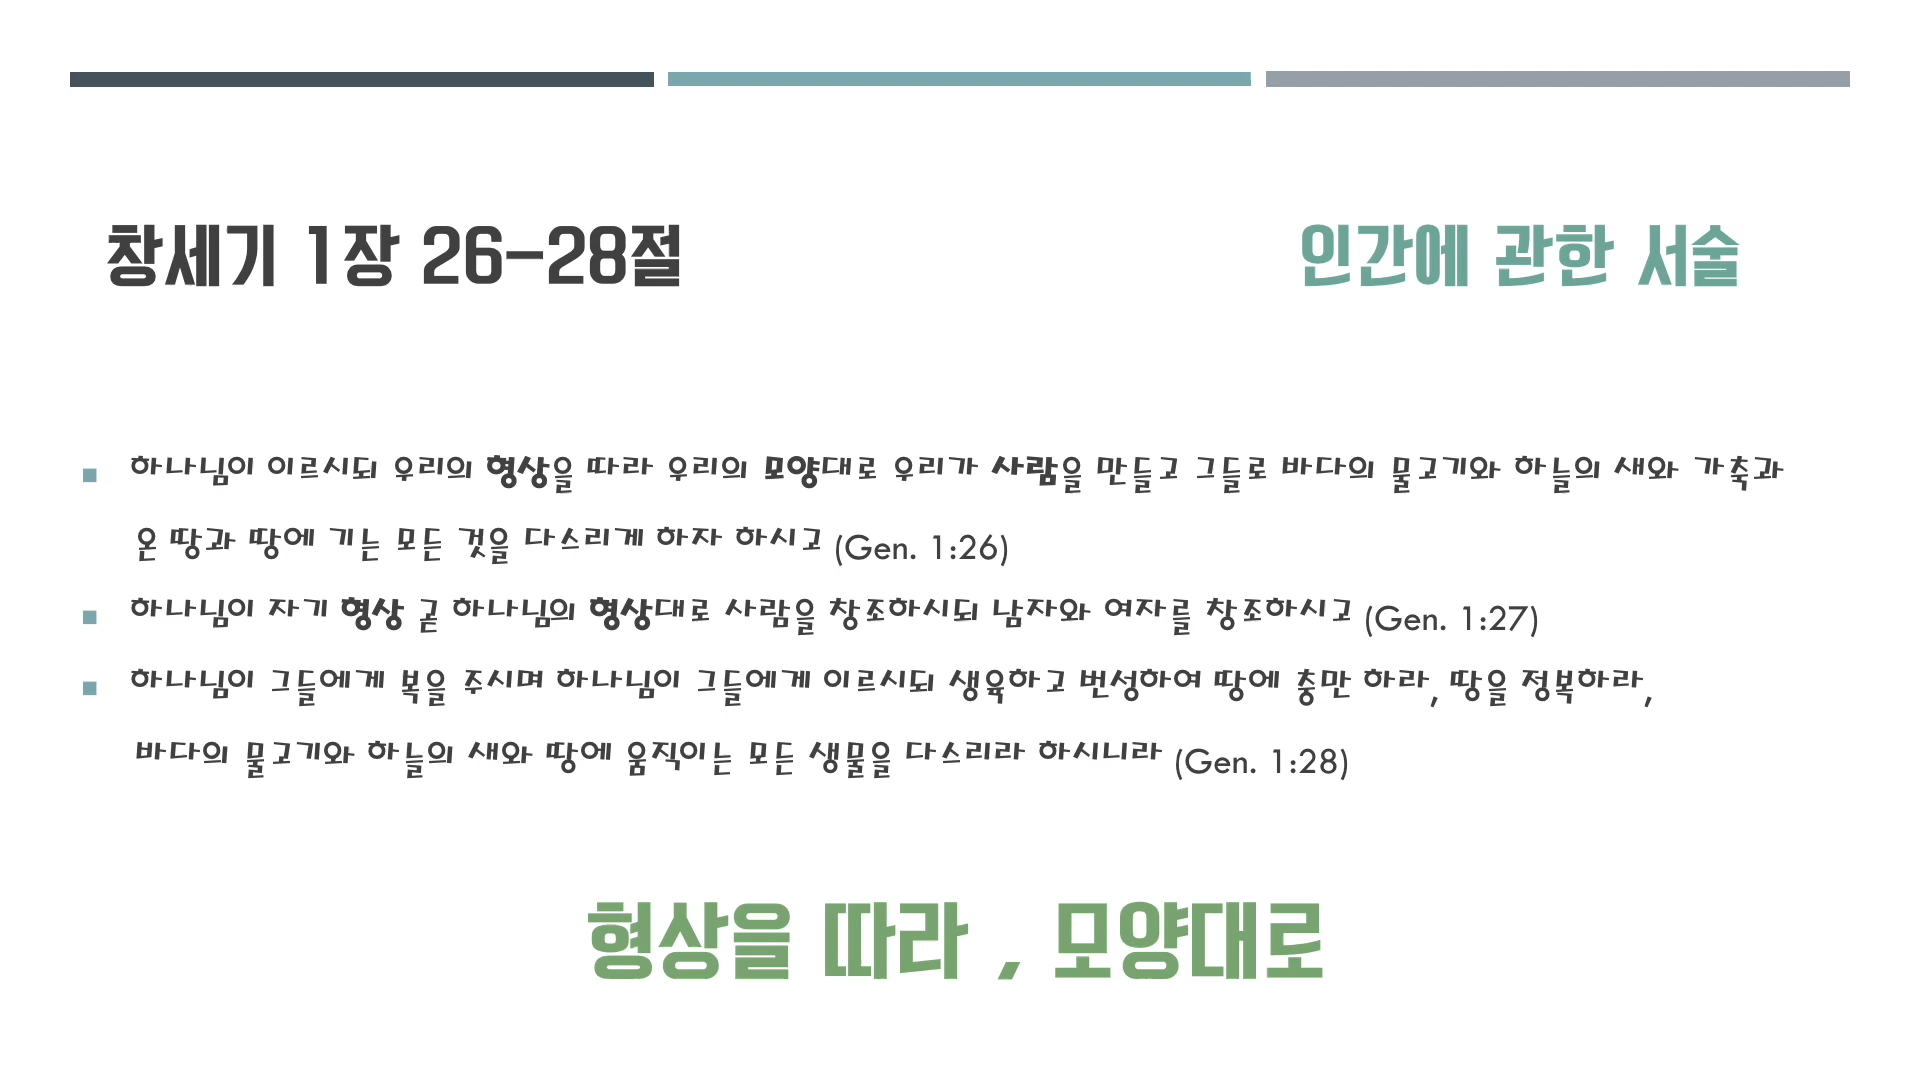 창세기 1장 26-28절
인간에 관한 서술
▪ 하나님이 이르시되 우리의 형상을 따라 우리의 모양대로 우리가 사람을 만들고 그들로 바다의 물고기와 하늘의 새와 가축과
온 땅과 땅에 기는 모든 것을 다스리게 하자 하시고 (Gen. 1:26)
▪ 하나님이 자기 형상 곧 하나님의 형상대로 사람을 창조하시되 남자와 여자를 창조하시고 (Gen. 1:27)
▪ 하나님이 그들에게 복을 주시며 하나님이 그들에게 이르시되 생육하고 번성하여 땅에 충만 하라, 땅을 정복하라,
바다의 물고기와 하늘의 새와 땅에 움직이는 모든 생물을 다스리라 하시니라 (Gen. 1:28)
형상을 따라 , 모양대로